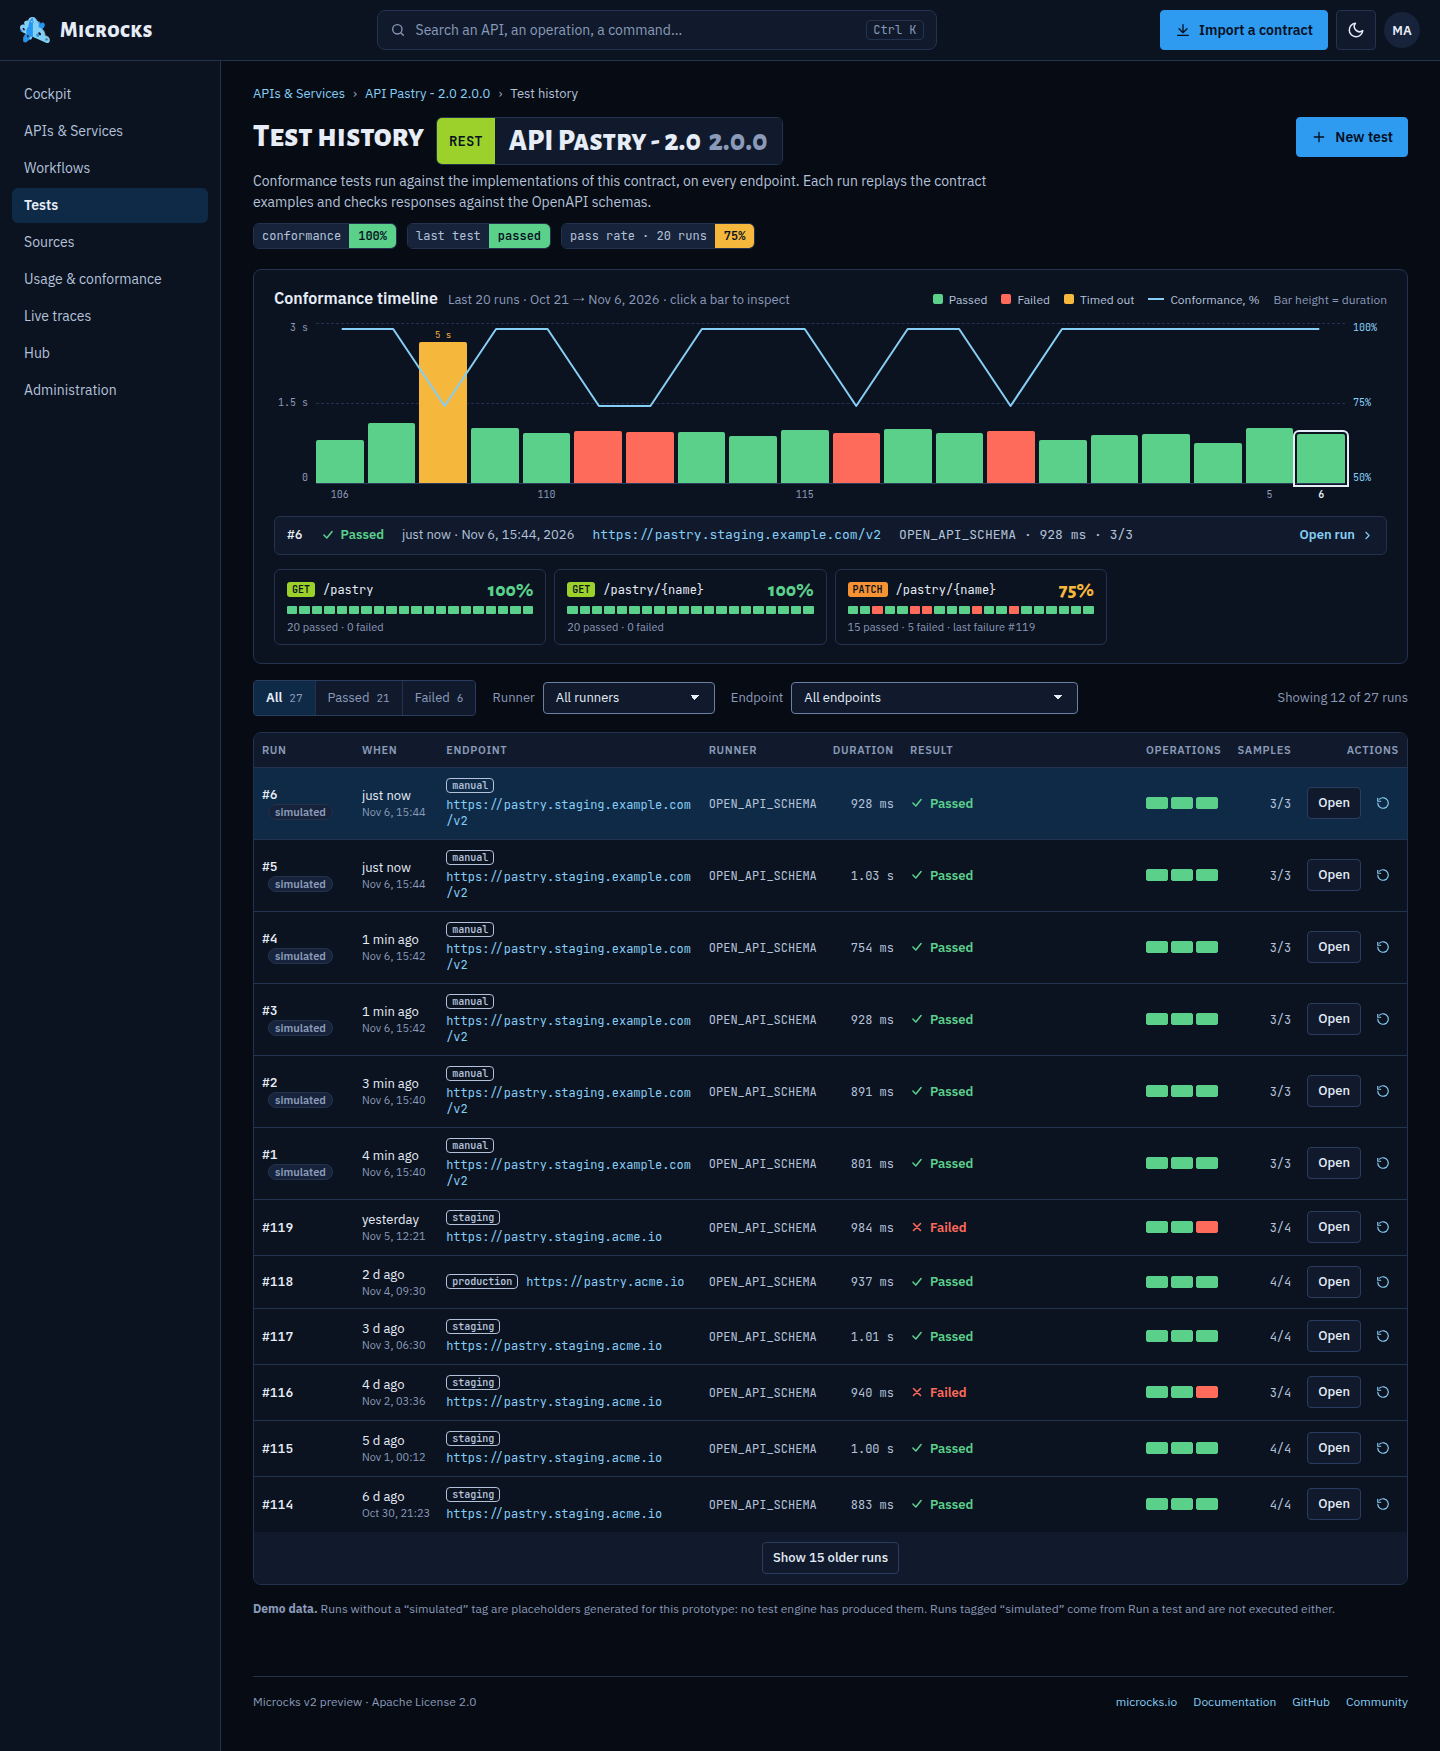 Microcks
Search an API, an operation, a command...
Ctrl K
Import a contract
MA
Cockpit
APIs & Services
Workflows
Tests
Sources
Usage & conformance
Live traces
Hub
Administration
APIs & Services › API Pastry - 2.0 2.0.0 › Test history
Test history REST API Pastry - 2.0 2.0.0
New test
Conformance tests run against the implementations of this contract, on every endpoint. Each run replays the contract
examples and checks responses against the OpenAPI schemas.
conformance 100% last test passed pass rate · 20 runs 75%
Conformance timeline Last 20 runs · Oct 21 → Nov 6, 2026 · click a bar to inspect
Passed Failed Timed out Conformance, % Bar height = duration
3 s
5 s
100%
1.5 s
75%
0
50%
106 110 115 5 6
#6 Passed just now · Nov 6, 15:44, 2026 https://pastry.staging.example.com/v2 OPEN_API_SCHEMA · 928 ms · 3/3 Open run ›
GET /pastry 100%
20 passed · 0 failed
GET /pastry/{name} 100%
20 passed · 0 failed
PATCH /pastry/{name} 75%
15 passed · 5 failed · last failure #119
All 27 Passed 21 Failed 6 Runner All runners Endpoint All endpoints Showing 12 of 27 runs
RUN WHEN ENDPOINT RUNNER DURATION RESULT OPERATIONS SAMPLES ACTIONS
#6 simulated just now Nov 6, 15:44 manual https://pastry.staging.example.com/v2 OPEN_API_SCHEMA 928 ms Passed 3/3 Open
#5 simulated just now Nov 6, 15:44 manual https://pastry.staging.example.com/v2 OPEN_API_SCHEMA 1.03 s Passed 3/3 Open
#4 simulated 1 min ago Nov 6, 15:42 manual https://pastry.staging.example.com/v2 OPEN_API_SCHEMA 754 ms Passed 3/3 Open
#3 simulated 1 min ago Nov 6, 15:42 manual https://pastry.staging.example.com/v2 OPEN_API_SCHEMA 928 ms Passed 3/3 Open
#2 simulated 3 min ago Nov 6, 15:40 manual https://pastry.staging.example.com/v2 OPEN_API_SCHEMA 891 ms Passed 3/3 Open
#1 simulated 4 min ago Nov 6, 15:40 manual https://pastry.staging.example.com/v2 OPEN_API_SCHEMA 801 ms Passed 3/3 Open
#119 yesterday Nov 5, 12:21 staging https://pastry.staging.acme.io OPEN_API_SCHEMA 984 ms Failed 3/4 Open
#118 2 d ago Nov 4, 09:30 production https://pastry.acme.io OPEN_API_SCHEMA 937 ms Passed 4/4 Open
#117 3 d ago Nov 3, 06:30 staging https://pastry.staging.acme.io OPEN_API_SCHEMA 1.01 s Passed 4/4 Open
#116 4 d ago Nov 2, 03:36 staging https://pastry.staging.acme.io OPEN_API_SCHEMA 940 ms Failed 3/4 Open
#115 5 d ago Nov 1, 00:12 staging https://pastry.staging.acme.io OPEN_API_SCHEMA 1.00 s Passed 4/4 Open
#114 6 d ago Oct 30, 21:23 staging https://pastry.staging.acme.io OPEN_API_SCHEMA 883 ms Passed 4/4 Open
Show 15 older runs
Demo data. Runs without a “simulated” tag are placeholders generated for this prototype: no test engine has produced them. Runs tagged “simulated” come from Run a test and are not executed either.
Microcks v2 preview · Apache License 2.0
microcks.io Documentation GitHub Community